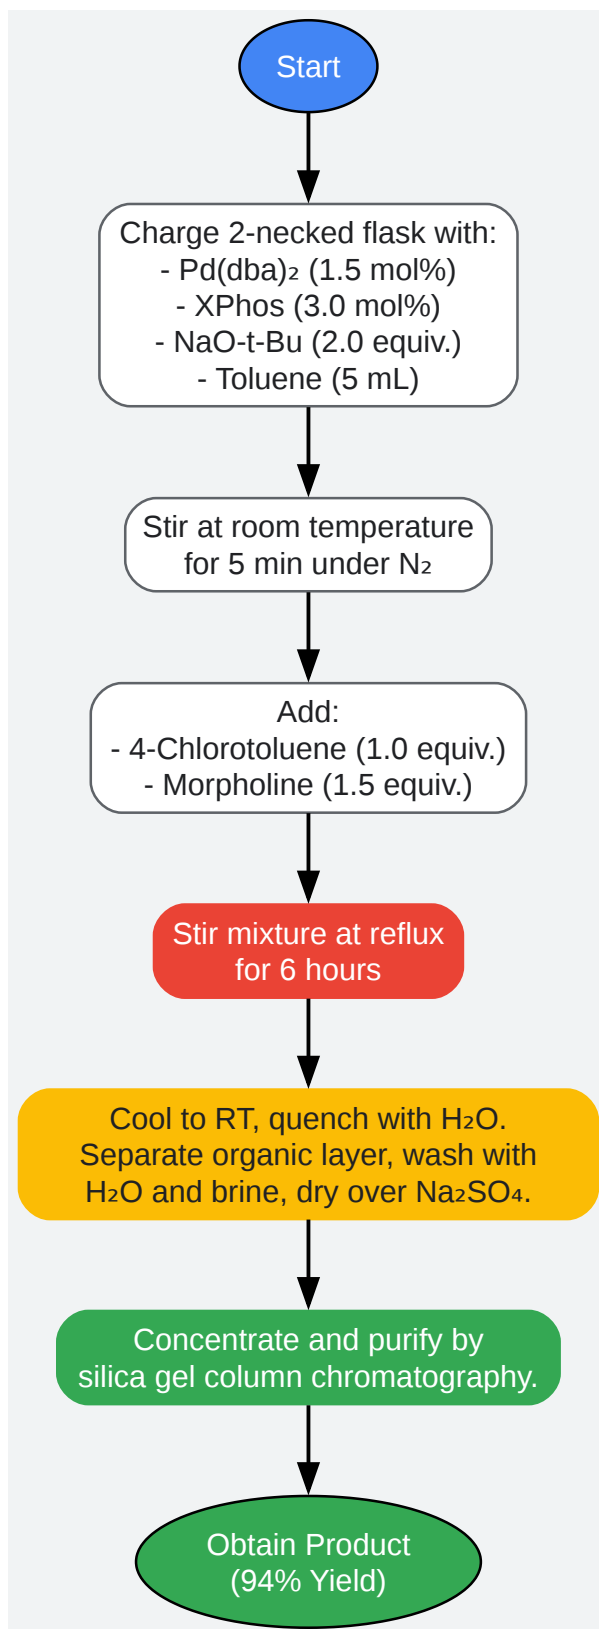 Start
Charge 2-necked flask with:
- Pd(dba)₂ (1.5 mol%)
- XPhos (3.0 mol%)
- NaO-t-Bu (2.0 equiv.)
- Toluene (5 mL)
Stir at room temperature
for 5 min under N₂
Add:
- 4-Chlorotoluene (1.0 equiv.)
- Morpholine (1.5 equiv.)
Stir mixture at reflux
for 6 hours
Cool to RT, quench with H₂O.
Separate organic layer, wash with
H₂O and brine, dry over Na₂SO₄.
Concentrate and purify by
silica gel column chromatography.
Obtain Product
(94% Yield)